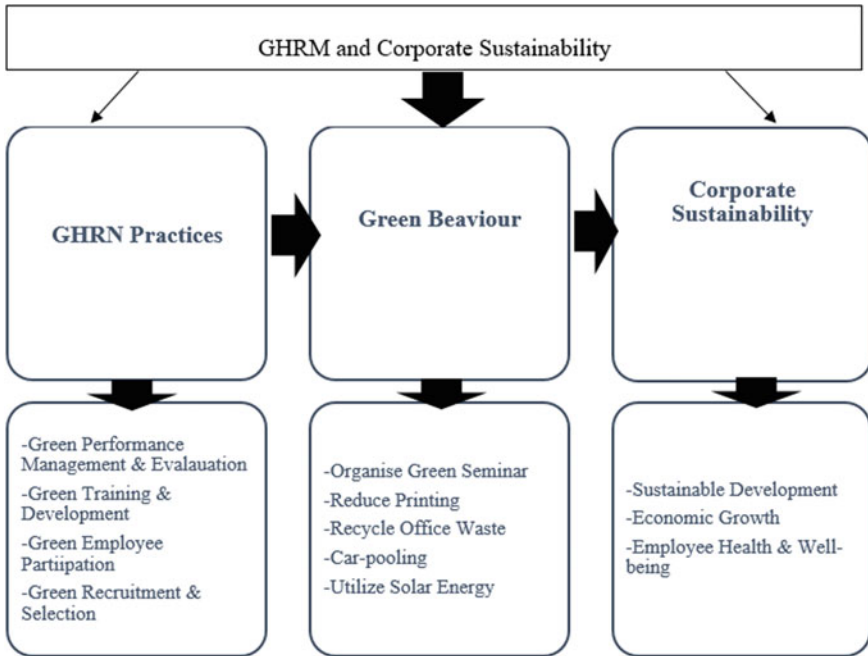 GHRM and Corporate Sustainability
GHRN Practices
Green Beaviour
Corporate
Sustainability
-Green Performance
Management & Evalauation
-Green Training &
Development
-Green Employee
Partiipation
-Green Recruitment &
Selection
-Organise Green Seminar
-Reduce Printing
-Recycle Office Waste
-Car-pooling
-Utilize Solar Energy
-Sustainable Development
-Economic Growth
-Employee Health & Well-
being